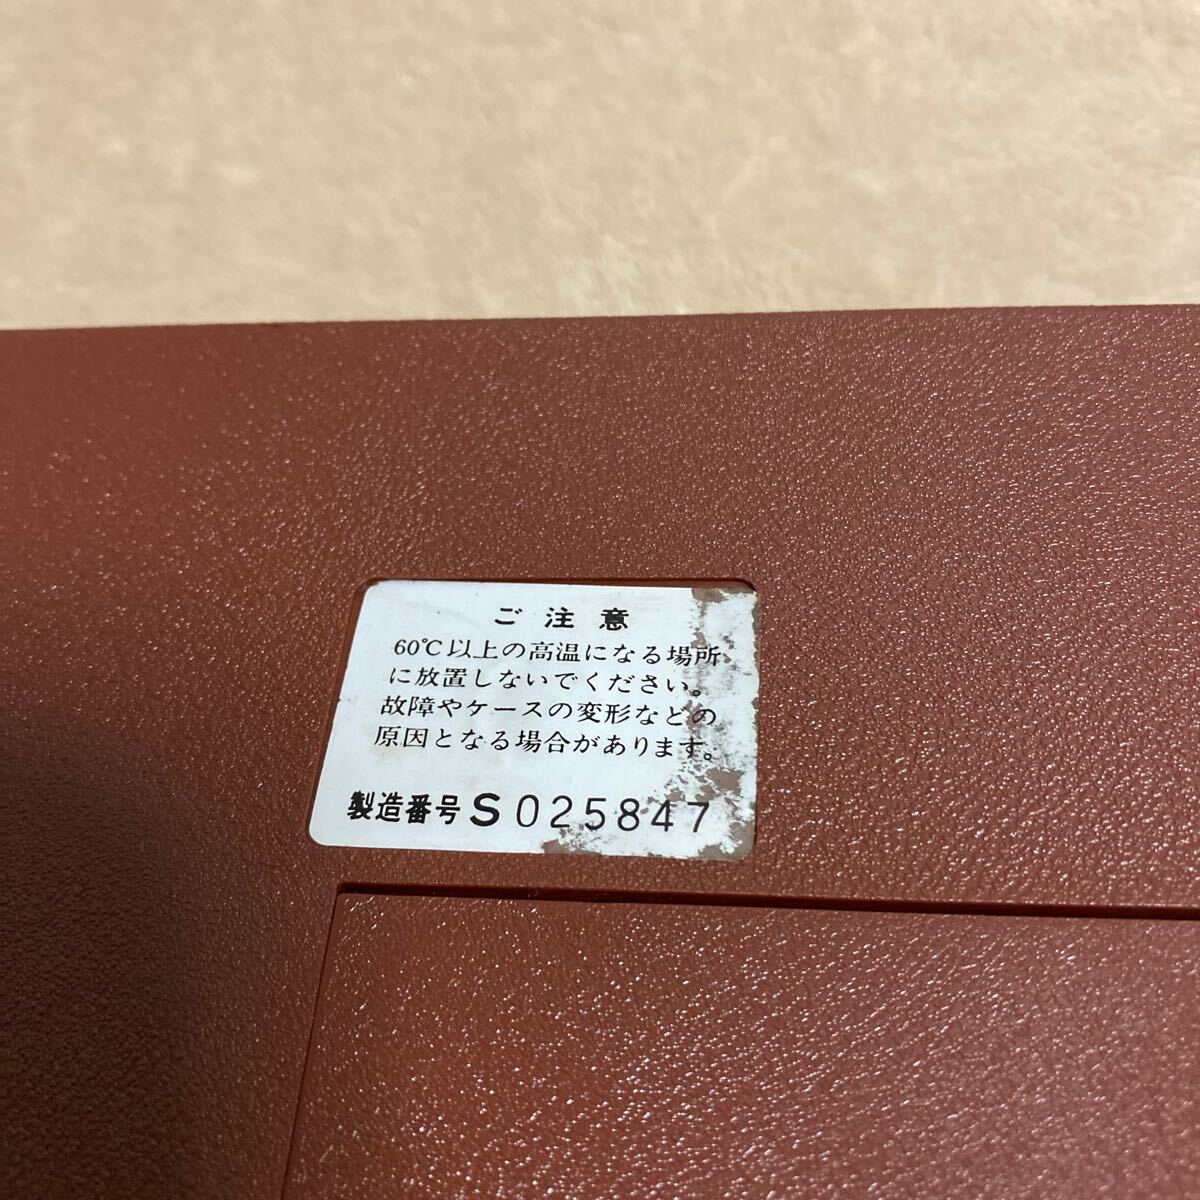 ご注意
60℃以上の高温になる場所
に放置しないでください。
故障やケースの変形などの
原因となる場合があります。
製造番号 S 025847